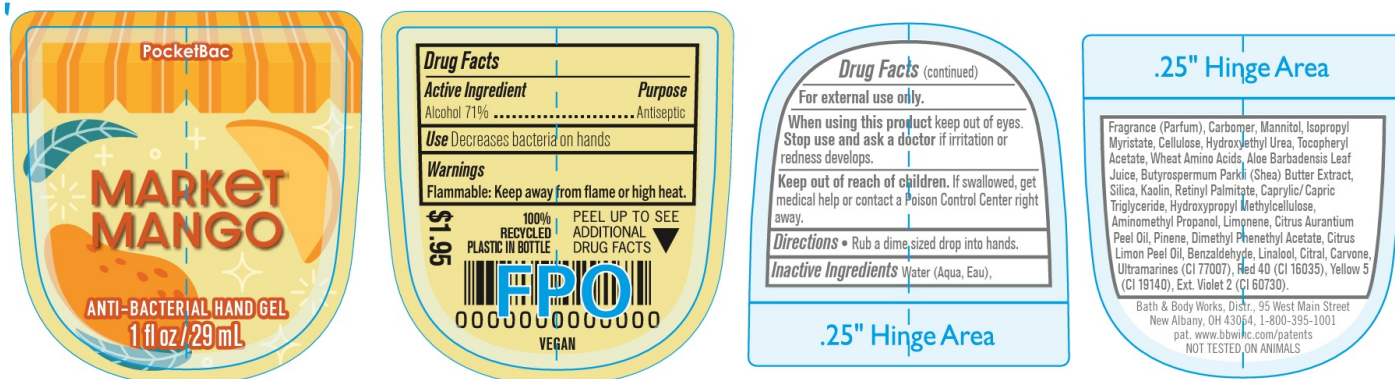 PocketBac
MARKET
MANGO
ANTI-BACTERIAL HAND GEL
1 fl oz/29 mL
Drug Facts
Active Ingredient Purpose
Alcohol 71% ................................ Antiseptic
Use Decreases bacteria on hands
Warnings
Flammable: Keep away from flame or high heat.
$1.95
100%
RECYCLED
PLASTIC IN BOTTLE
PEEL UP TO SEE
ADDITIONAL
DRUG FACTS
FPO
00000000000000
VEGAN
Drug Facts (continued)
For external use only.
When using this product keep out of eyes.
Stop use and ask a doctor if irritation or
redness develops.
Keep out of reach of children. If swallowed, get
medical help or contact a Poison Control Center right
away.
Directions • Rub a dime sized drop into hands.
Inactive Ingredients Water (Aqua, Eau),
.25" Hinge Area
.25" Hinge Area
Fragrance (Parfum), Carbomer, Mannitol, Isopropyl
Myristate, Cellulose, Hydroxyethyl Urea, Tocopheryl
Acetate, Wheat Amino Acids, Aloe Barbadensis Leaf
Juice, Butyrospermum Parkii (Shea) Butter Extract,
Silica, Kaolin, Retinyl Palmitate, Caprylic/ Capric
Triglyceride, Hydroxypropyl Methylcellulose,
Aminomethyl Propanol, Limonene, Citrus Aurantium
Peel Oil, Pinene, Dimethyl Phenethyl Acetate, Citrus
Limon Peel Oil, Benzaldehyde, Linalool, Citral, Carvone,
Ultramarines (CI 77007), Red 40 (CI 16035), Yellow 5
(CI 19140), Ext. Violet 2 (CI 60730).
Bath & Body Works, Distr., 95 West Main Street
New Albany, OH 43054, 1-800-395-1001
pat. www.bbwinc.com/patents
NOT TESTED ON ANIMALS